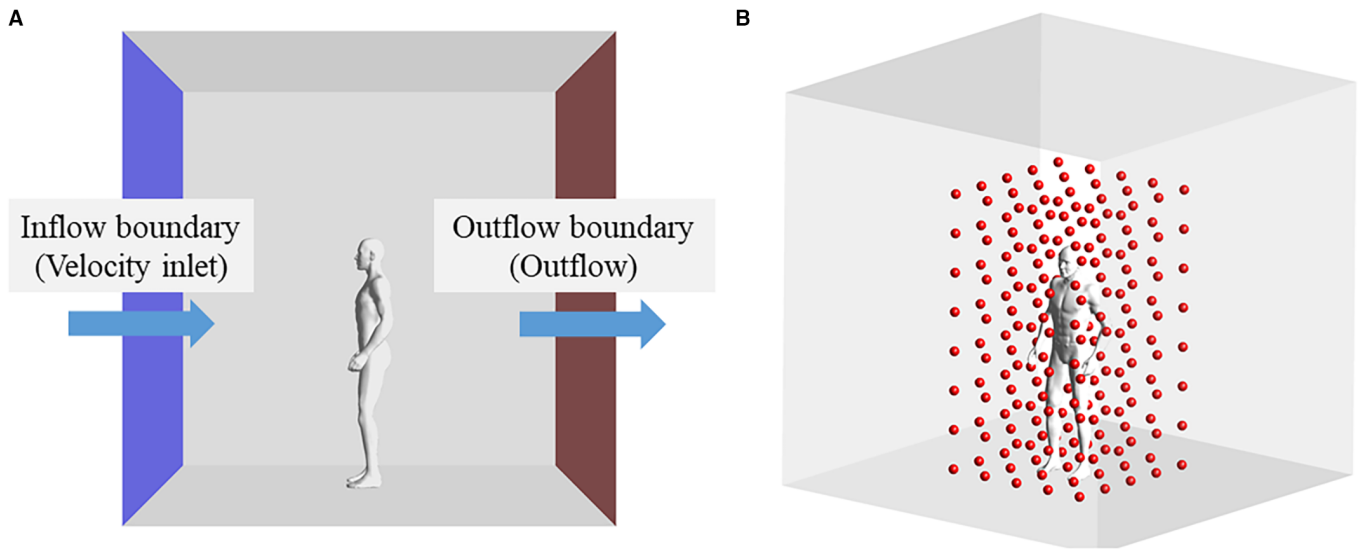 A
B
Inflow boundary
(Velocity inlet)
Outflow boundary
(Outflow)